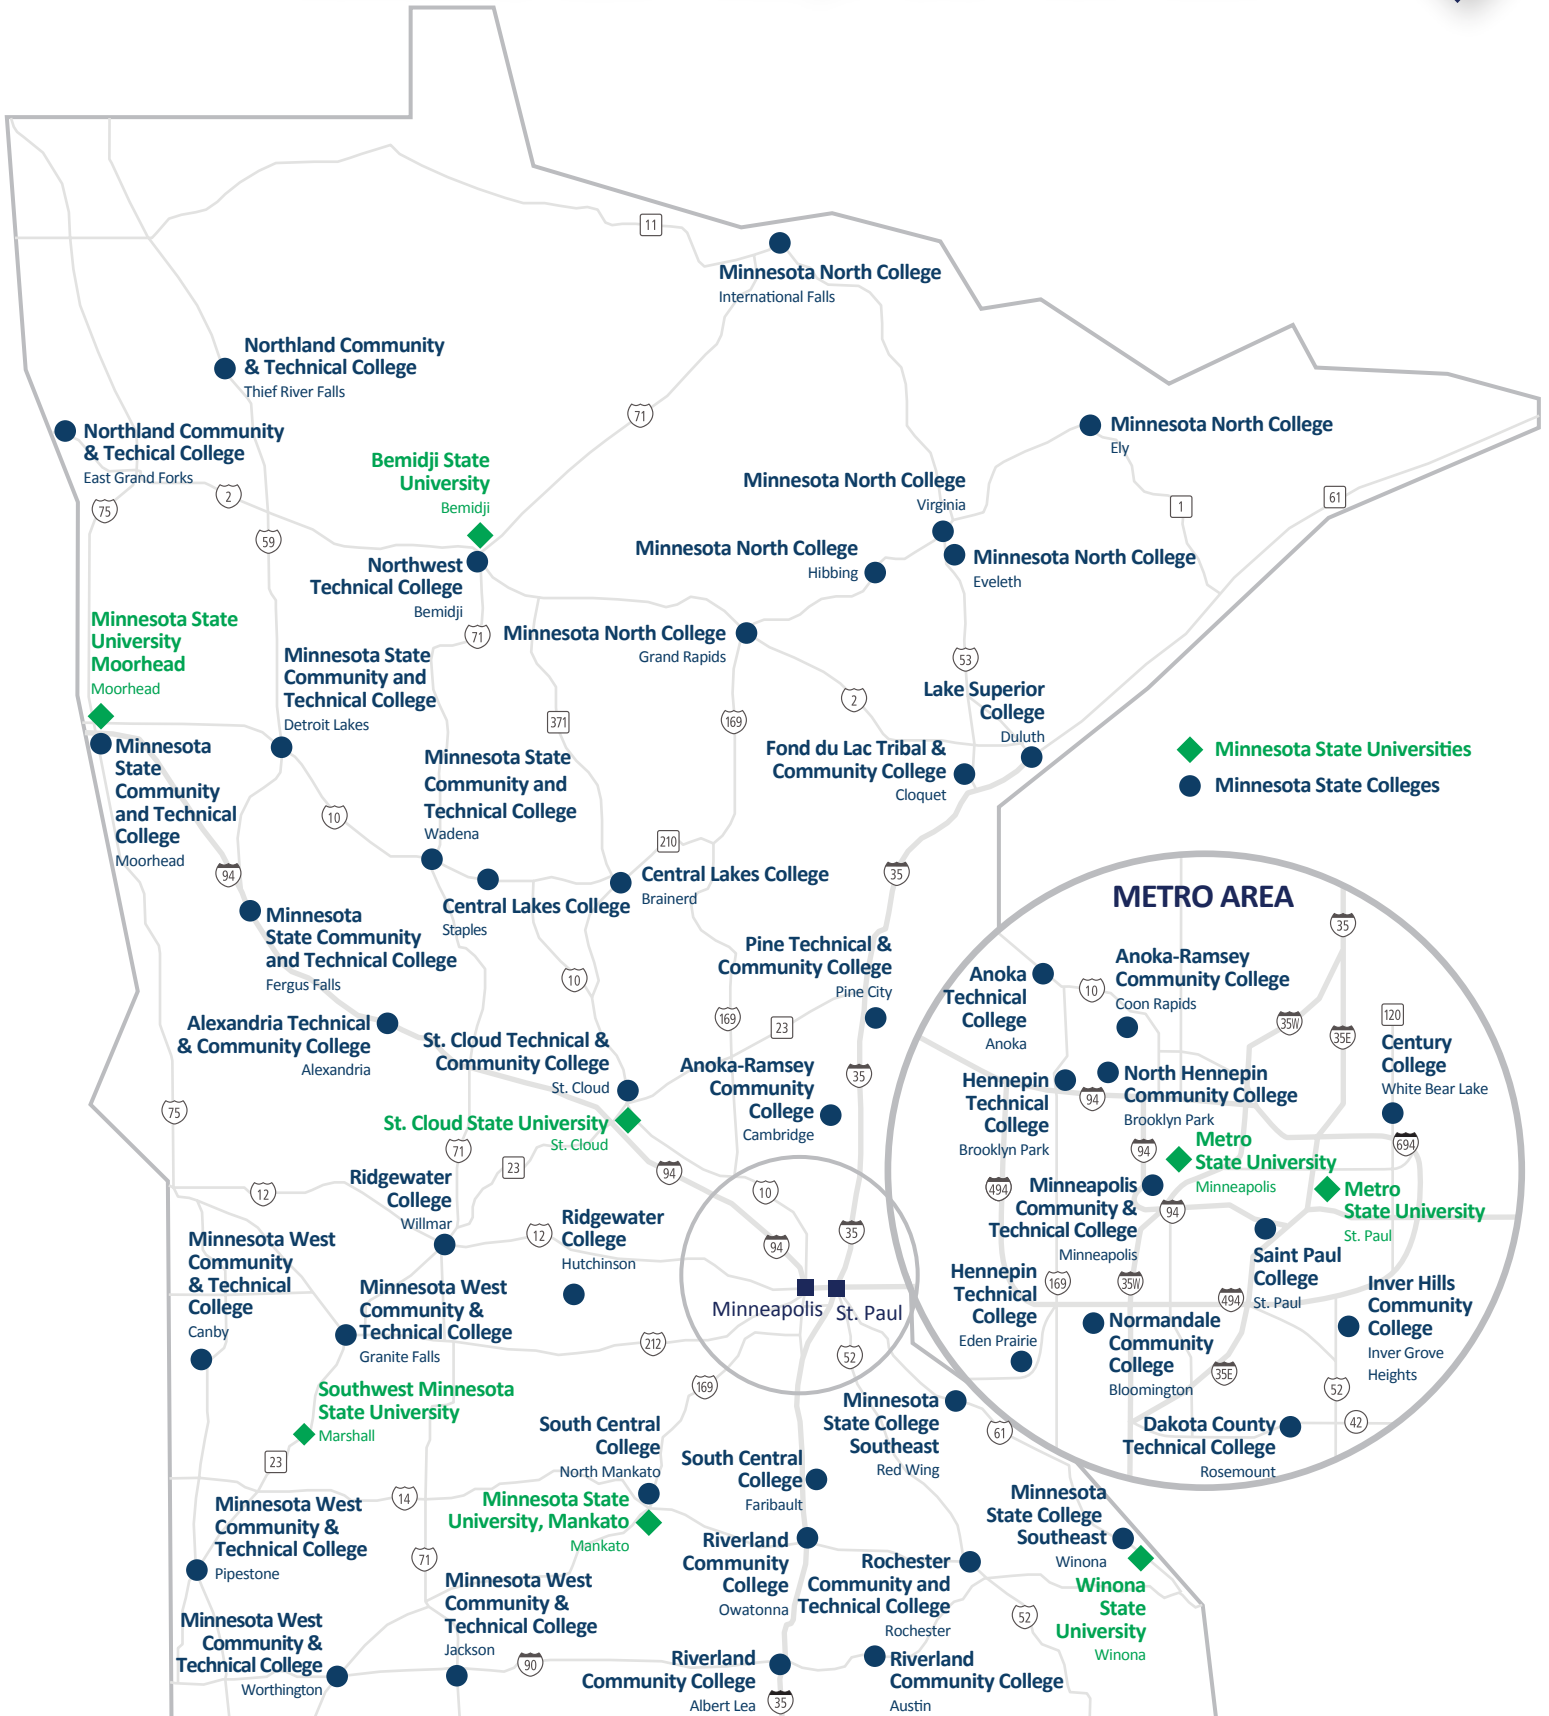 11
Minnesota North College
International Falls
Northland Community
& Technical College
Thief River Falls
71
Northland Community
& Techical College
East Grand Forks
Minnesota North College
Ely
Bemidji State
University
Bemidji
Minnesota North College
Virginia
75
2
1
61
59
Northwest
Technical College
Bemidji
Minnesota North College
Hibbing
Minnesota North College
Eveleth
Minnesota State
University
Moorhead
Moorhead
71
Minnesota North College
Grand Rapids
53
Minnesota State
Community and
Technical College
Detroit Lakes
371
169
2
Lake Superior
College
Duluth
Minnesota
State
Community
and Technical
College
Moorhead
Minnesota State
Community and
Technical College
Wadena
Fond du Lac Tribal &
Community College
Cloquet
Minnesota State Universities
Minnesota State Colleges
10
210
94
35
Central Lakes College
Brainerd
Central Lakes College
Staples
Minnesota
State Community
and Technical College
Fergus Falls
10
Pine Technical &
Community College
Pine City
Alexandria Technical
& Community College
Alexandria
169
23
St. Cloud Technical &
Community College
St. Cloud
Anoka-Ramsey
Community
College
Cambridge
35
75
St. Cloud State University
St. Cloud
71
23
94
Ridgewater
College
Willmar
12
10
12
Ridgewater
College
Hutchinson
94
35
Minnesota West
Community
& Technical
College
Canby
Minnesota West
Community &
Technical College
Granite Falls
Minneapolis
St. Paul
212
52
169
Southwest Minnesota
State University
Marshall
Minnesota
State College
Southeast
Red Wing
61
South Central
College
North Mankato
South Central
College
Faribault
23
14
Minnesota State
University, Mankato
Mankato
Minnesota West
Community &
Technical College
Pipestone
71
Riverland
Community
College
Owatonna
Rochester
Community and
Technical College
Rochester
Minnesota
State College
Southeast
Winona
Winona
State
University
Winona
52
Minnesota West
Community &
Technical College
Jackson
Minnesota West
Community &
Technical College
Worthington
90
Riverland
Community College
Albert Lea
35
Riverland
Community College
Austin
METRO AREA
35
Anoka
Technical
College
Anoka
10
Anoka-Ramsey
Community College
Coon Rapids
35W
35E
120
Century
College
White Bear Lake
Hennepin
Technical
College
Brooklyn Park
94
North Hennepin
Community College
Brooklyn Park
94
694
Metro
State University
Minneapolis
494
Minneapolis
Community &
Technical College
Minneapolis
94
Metro
State University
St. Paul
Saint Paul
College
St. Paul
Hennepin
Technical
College
Eden Prairie
169
35W
494
Inver Hills
Community
College
Inver Grove
Heights
Normandale
Community
College
Bloomington
35E
52
42
Dakota County
Technical College
Rosemount